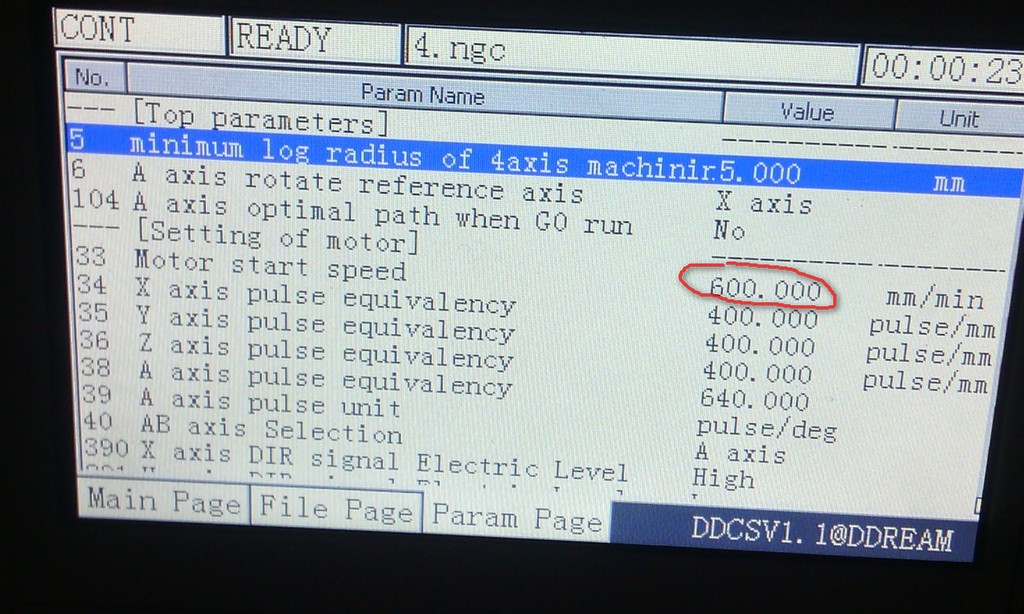 CONT READY 4.ngc 00:00:23
No. Param Name Value Unit
--- [Top parameters] ---------------------
5 minimum log radius of 4axis machinin 5.000 mm
6 A axis rotate reference axis X axis
104 A axis optimal path when G0 run No
--- [Setting of motor] ---------------------
33 Motor start speed 600.000 mm/min
34 X axis pulse equivalency 400.000 pulse/mm
35 Y axis pulse equivalency 400.000 pulse/mm
36 Z axis pulse equivalency 400.000 pulse/mm
38 A axis pulse equivalency 640.000
39 A axis pulse unit pulse/deg
40 AB axis Selection A axis
390 X axis DIR signal Electric Level High
Main Page File Page Param Page DDCSV1.1@DDREAM